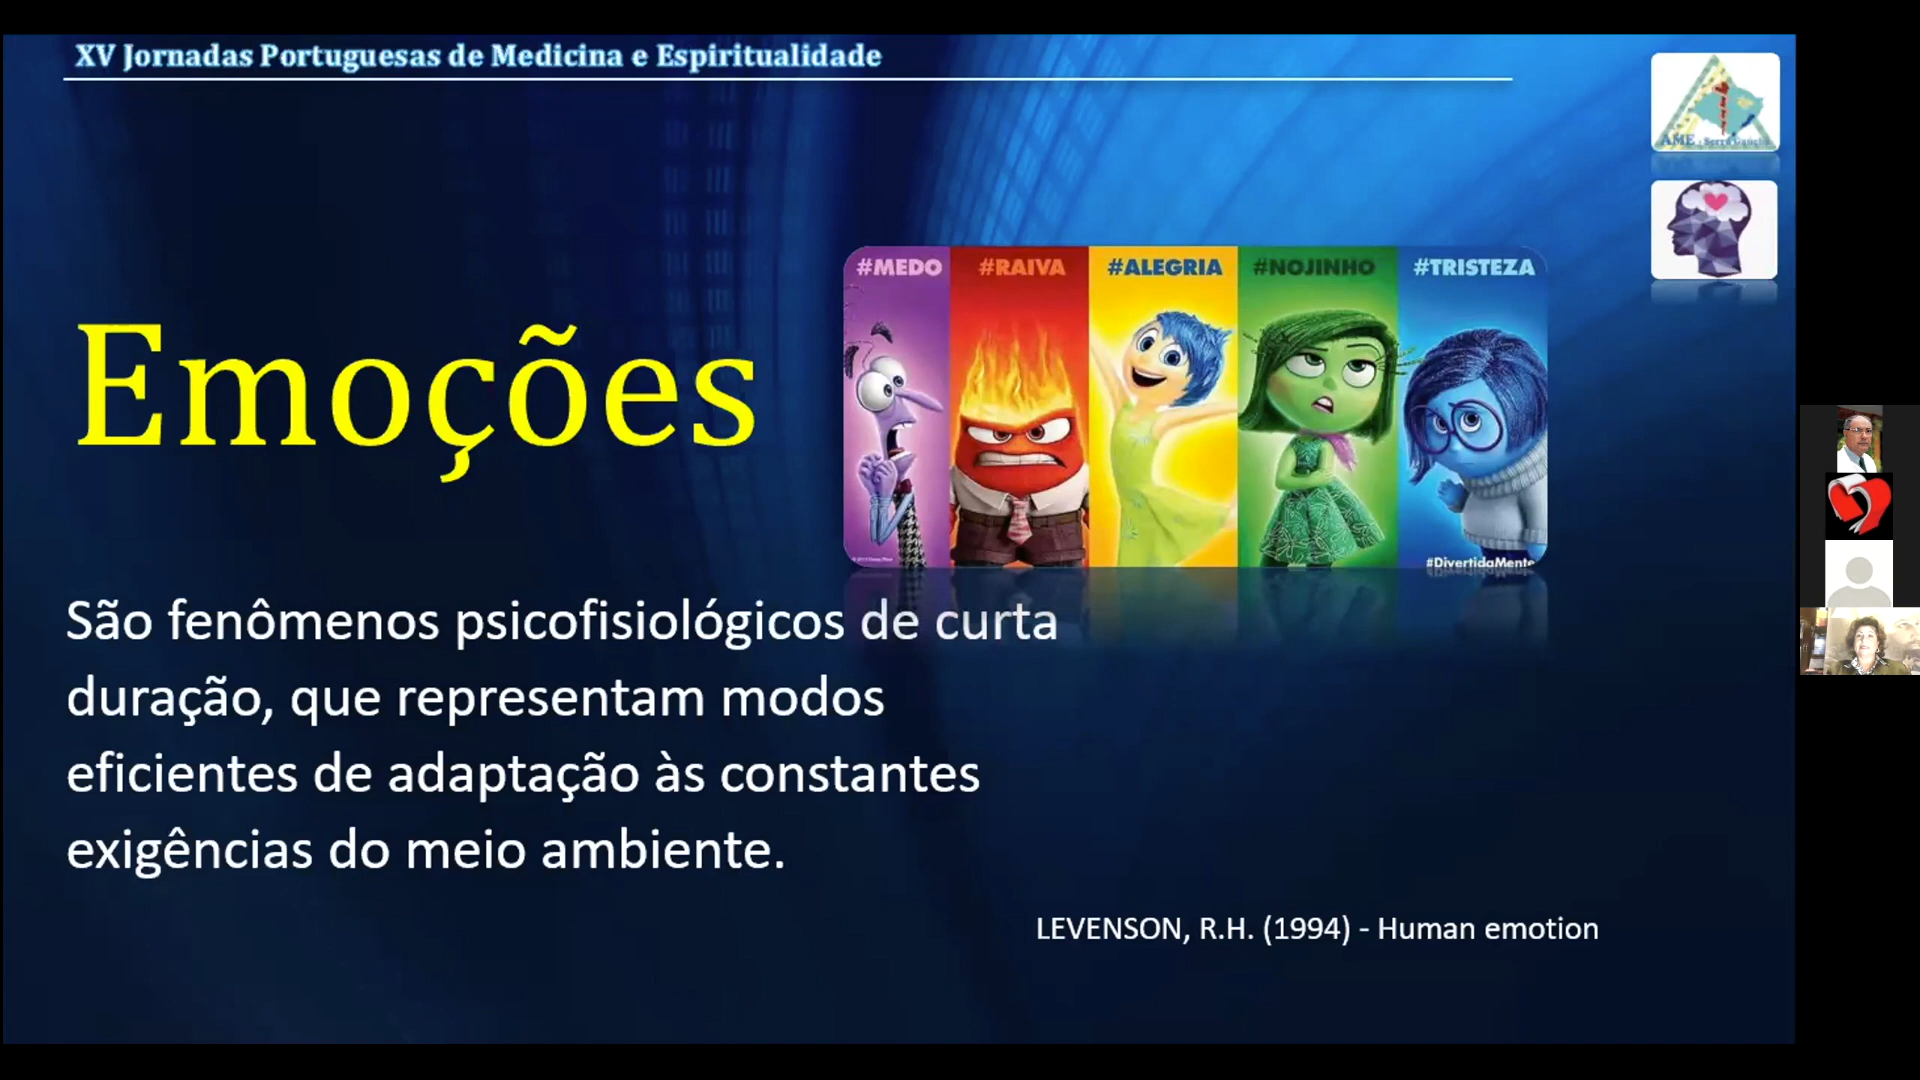 XV Jornadas Portuguesas de Medicina e Espiritualidade
#MEDO #RAIVA #ALEGRIA #NOJINHO #TRISTEZA
#DivertidaMente
Emoções
São fenômenos psicofisiológicos de curta
duração, que representam modos
eficientes de adaptação às constantes
exigências do meio ambiente.
LEVENSON, R.H. (1994) - Human emotion
AME